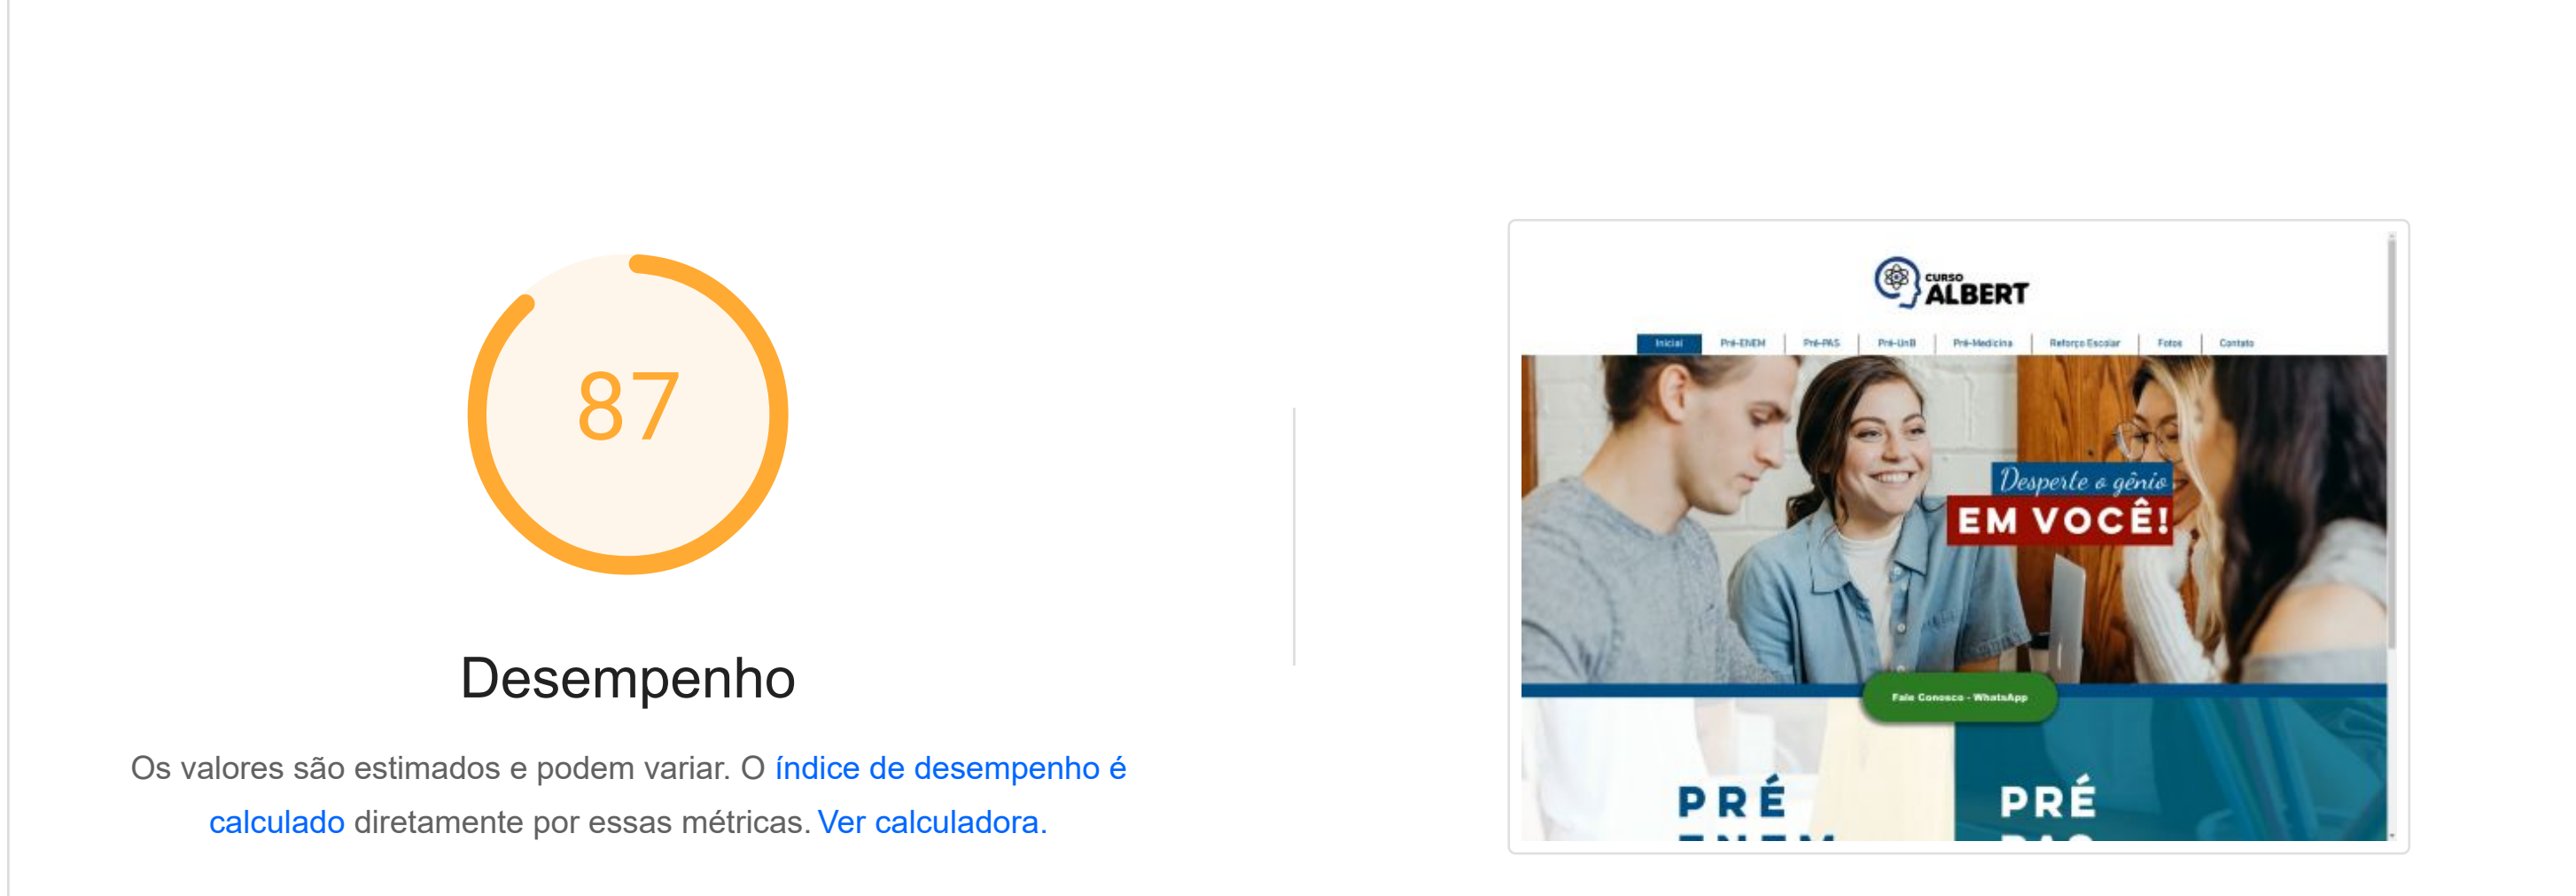 87
Desempenho
Os valores são estimados e podem variar. O índice de desempenho é
calculado diretamente por essas métricas. Ver calculadora.
CURSO
ALBERT
Inicial Pré-ENEM Pré-PAS Pré-UnB Pré-Medicina Reforço Escolar Fotos Contato
Desperte o gênio
EM VOCÊ!
Fale Conosco - WhatsApp
PRÉ PRÉ
ENEM PAS